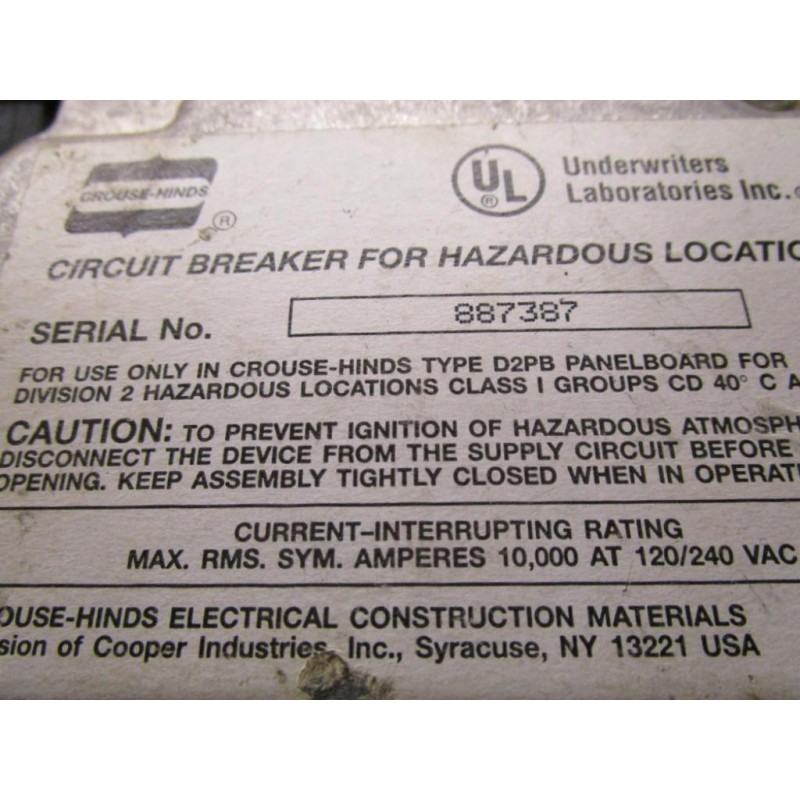 CROUSE-HINDS ®
UL ®
Underwriters
Laboratories Inc.
CIRCUIT BREAKER FOR HAZARDOUS LOCATIO
SERIAL No. 887387
FOR USE ONLY IN CROUSE-HINDS TYPE D2PB PANELBOARD FOR
DIVISION 2 HAZARDOUS LOCATIONS CLASS I GROUPS CD 40° C A
CAUTION: TO PREVENT IGNITION OF HAZARDOUS ATMOSPH
DISCONNECT THE DEVICE FROM THE SUPPLY CIRCUIT BEFORE
OPENING. KEEP ASSEMBLY TIGHTLY CLOSED WHEN IN OPERAT
CURRENT-INTERRUPTING RATING
MAX. RMS. SYM. AMPERES 10,000 AT 120/240 VAC
OUSE-HINDS ELECTRICAL CONSTRUCTION MATERIALS
sion of Cooper Industries, Inc., Syracuse, NY 13221 USA